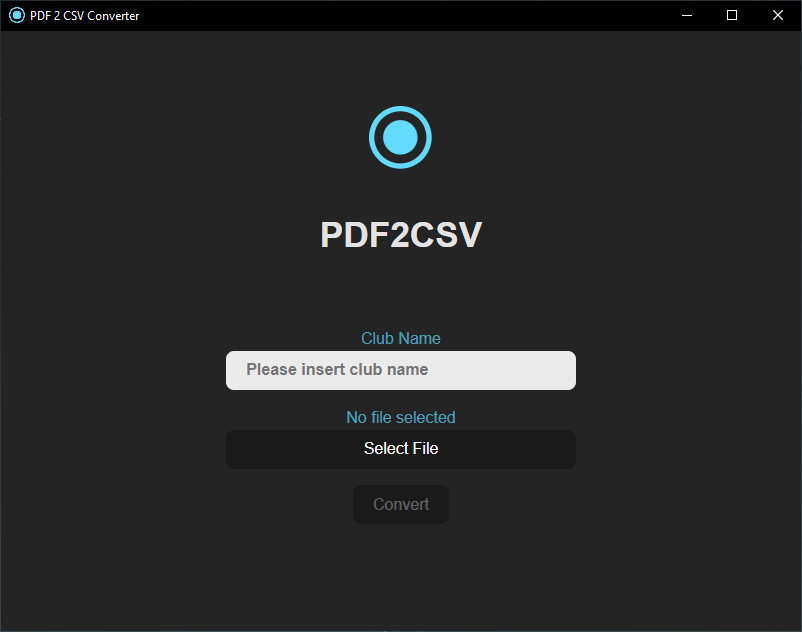 PDF 2 CSV Converter
PDF2CSV
Club Name
Please insert club name
No file selected
Select File
Convert